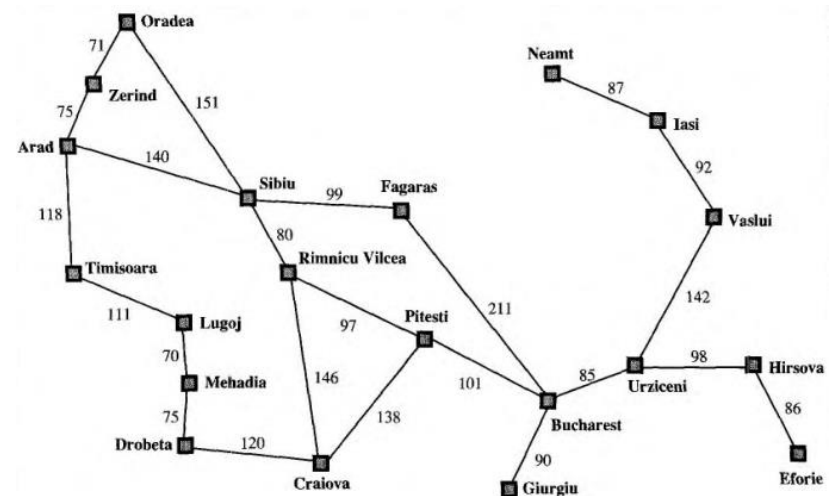 Oradea
71
Neamt
Zerind
87
151
75
Iasi
Arad
140
92
Sibiu
99
Fagaras
118
Vaslui
80
Timisoara
Rimnicu Vilcea
142
111
Lugoj
97
Pitesti
211
70
98
Hirsova
Mehadia
146
101
85
Urziceni
75
138
86
Bucharest
Drobeta
120
90
Craiova
Eforie
Giurgiu